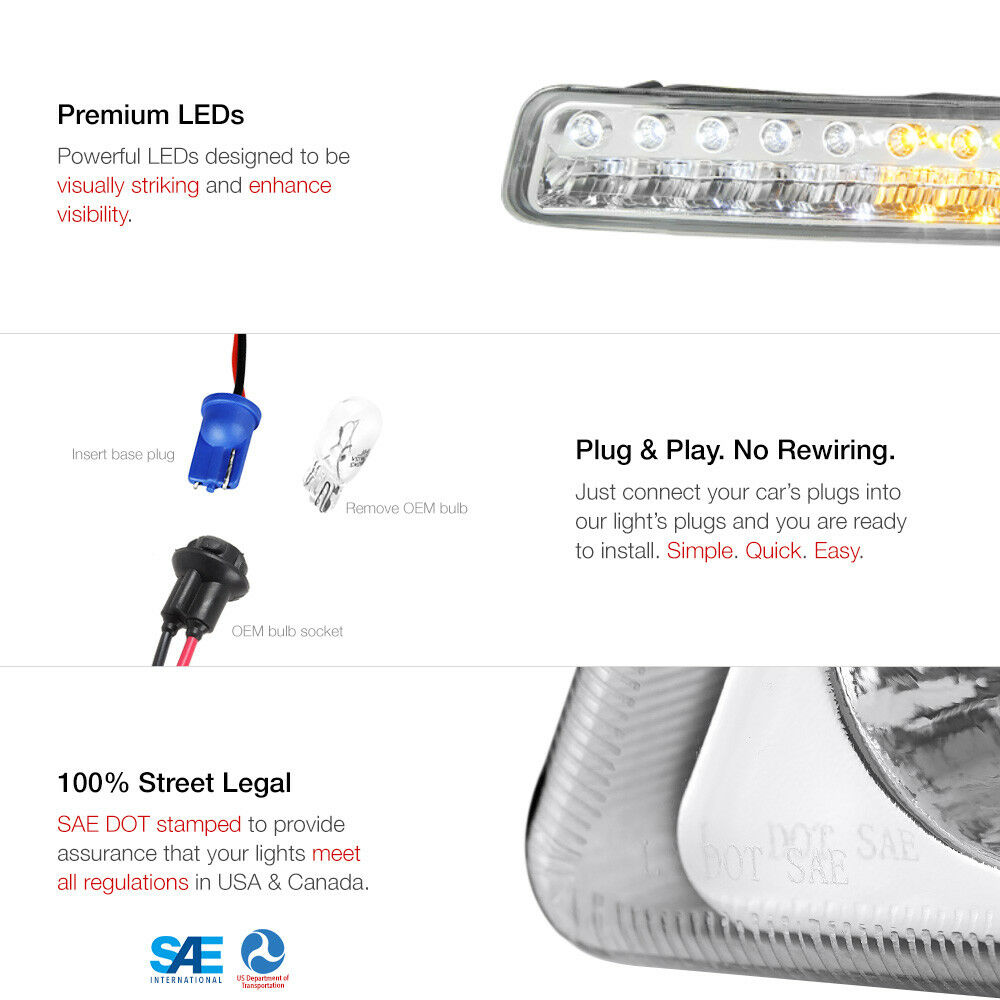 Premium LEDs
Powerful LEDs designed to be
visually striking and enhance
visibility.
Insert base plug
Remove OEM bulb
OEM bulb socket
Plug & Play. No Rewiring.
Just connect your car's plugs into
our light's plugs and you are ready
to install. Simple. Quick. Easy.
100% Street Legal
SAE DOT stamped to provide
assurance that your lights meet
all regulations in USA & Canada.
SAE
INTERNATIONAL
US Department of
Transportation
L DOT SAE
DOT SAE